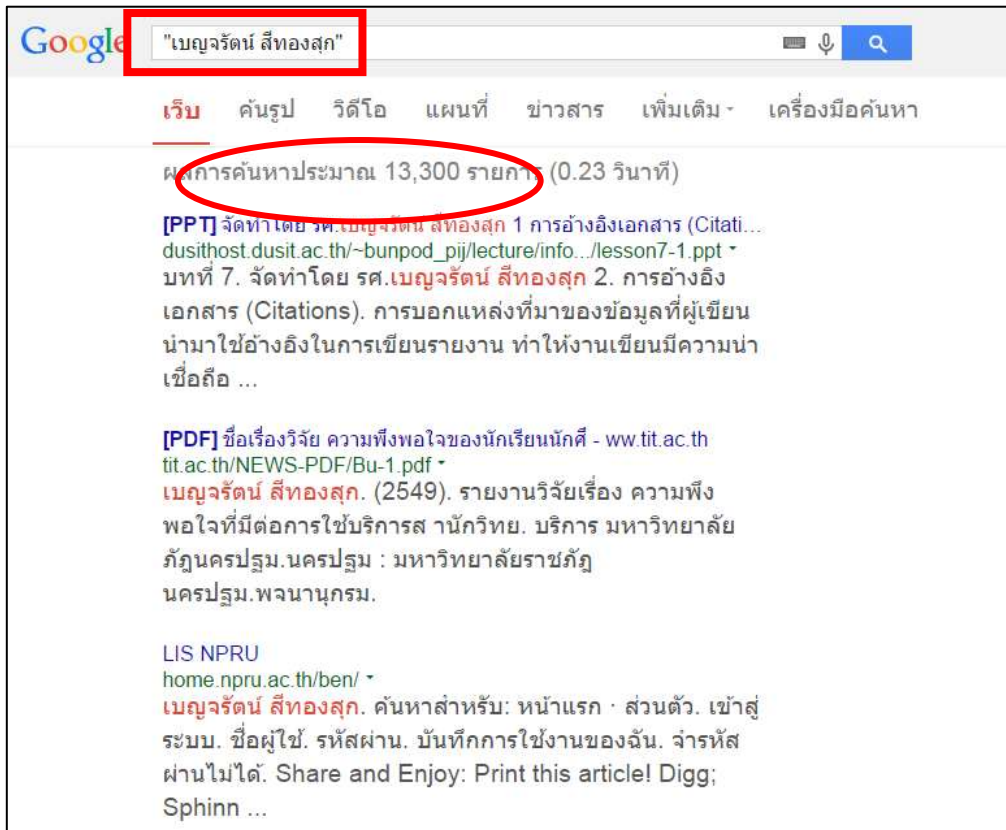 Google "เบญจรัตน์ สีทองสุก"
เว็บ ค้นรูป วิดีโอ แผนที่ ข่าวสาร เพิ่มเติม เครื่องมือค้นหา
ผลการค้นหาประมาณ 13,300 รายการ (0.23 วินาที)
[PPT] จัดทำโดย รศ.เบญจรัตน์ สีทองสุก 1 การอ้างอิงเอกสาร (Citati...
dusithost.dusit.ac.th/~bunpod_pij/lecture/info.../lesson7-1.ppt
บทที่ 7. จัดทำโดย รศ.เบญจรัตน์ สีทองสุก 2. การอ้างอิง
เอกสาร (Citations). การบอกแหล่งที่มาของข้อมูลที่ผู้เขียน
นำมาใช้อ้างอิงในการเขียนรายงาน ทำให้งานเขียนมีความน่า
เชื่อถือ ...
[PDF] ชื่อเรื่องวิจัย ความพึงพอใจของนักเรียนนักศึ - ww.tit.ac.th
tit.ac.th/NEWS-PDF/Bu-1.pdf
เบญจรัตน์ สีทองสุก. (2549). รายงานวิจัยเรื่อง ความพึง
พอใจที่มีต่อการใช้บริการส านักวิทย. บริการ มหาวิทยาลัย
ภัฎนครปฐม.นครปฐม : มหาวิทยาลัยราชภัฎ
นครปฐม.พจนานุกรม.
LIS NPRU
home.npru.ac.th/ben/
เบญจรัตน์ สีทองสุก. ค้นหาสำหรับ: หน้าแรก · ส่วนตัว. เข้าสู่
ระบบ. ชื่อผู้ใช้. รหัสผ่าน. บันทึกการใช้งานของฉัน. จำรหัส
ผ่านไม่ได้. Share and Enjoy: Print this article! Digg;
Sphinn ...